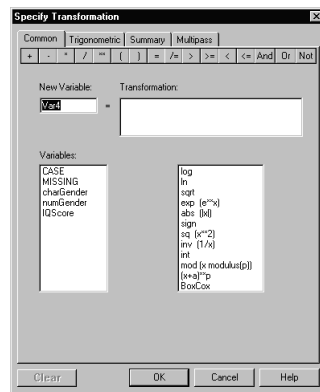 Specify Transformation
Common Trigonometric Summary Multipass
+ - * / ** ( ) = /= > >= < <= And Or Not
New Variable: Transformation:
Var4 =
Variables:
CASE
MISSING
charGender
numGender
IQScore
log
ln
sqrt
exp (e**x)
abs (|x|)
sign
sq (x**2)
inv (1/x)
int
mod (x modulus(p))
(x+a)**p
BoxCox
Clear OK Cancel Help